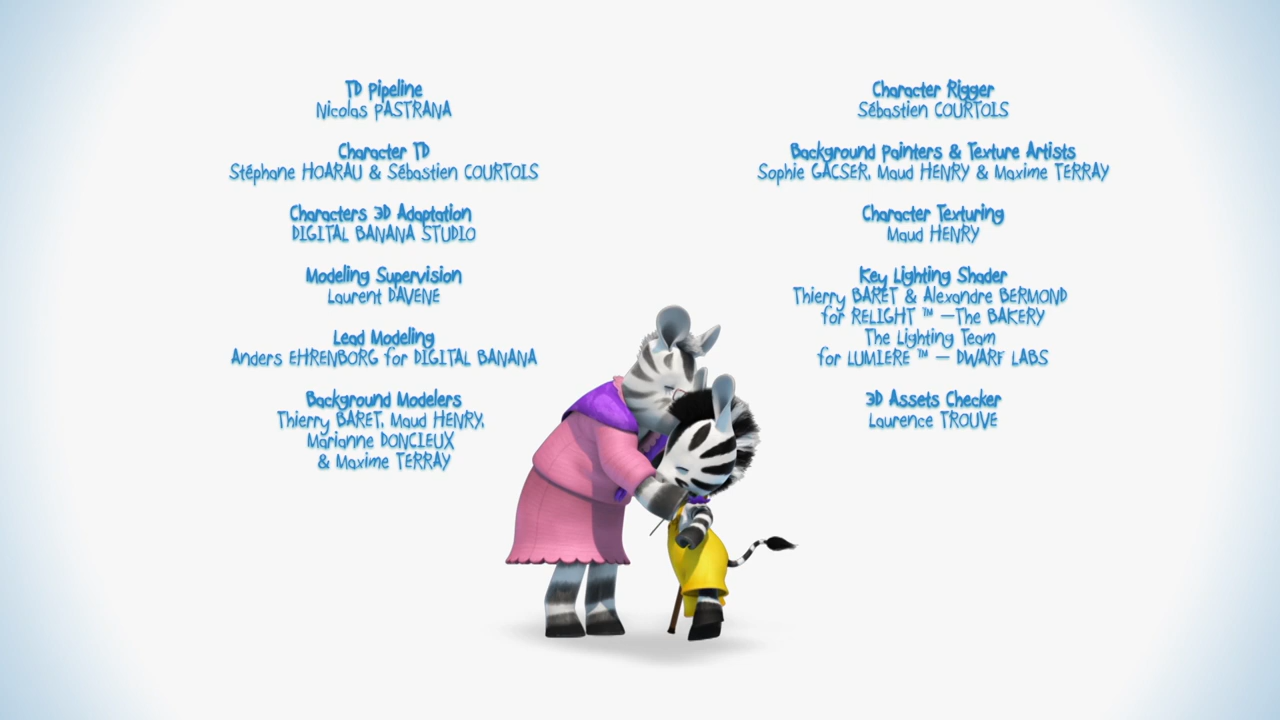 TD Pipeline
Nicolas PASTRANA
Character TD
Stéphane HOARAU & Sébastien COURTOIS
Characters 3D Adaptation
DIGITAL BANANA STUDIO
Modeling Supervision
Laurent DAVENE
Lead Modeling
Anders EHRENBORG for DIGITAL BANANA
Background Modelers
Thierry BARET, Maud HENRY,
Marianne DONCIEUX
& Maxime TERRAY
Character Rigger
Sébastien COURTOIS
Background Painters & Texture Artists
Sophie GACSER, Maud HENRY & Maxime TERRAY
Character Texturing
Maud HENRY
Key Lighting Shader
Thierry BARET & Alexandre BERMOND
for RELIGHT ™ –The BAKERY
The Lighting Team
for LUMIERE ™ – DWARF LABS
3D Assets Checker
Laurence TROUVE